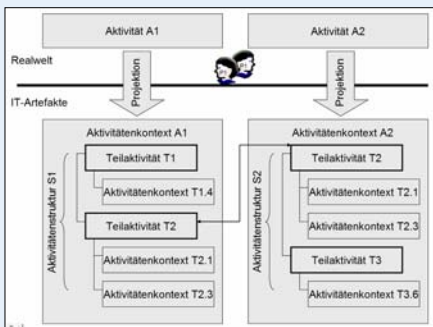 Aktivität A1
Aktivität A2
Realwelt
Projektion
Projektion
IT-Artefakte
Aktivitätenkontext A1
Aktivitätenstruktur S1
Teilaktivität T1
Aktivitätenkontext T1.4
Teilaktivität T2
Aktivitätenkontext T2.1
Aktivitätenkontext T2.3
Aktivitätenkontext A2
Aktivitätenstruktur S2
Teilaktivität T2
Aktivitätenkontext T2.1
Aktivitätenkontext T2.3
Teilaktivität T3
Aktivitätenkontext T3.6